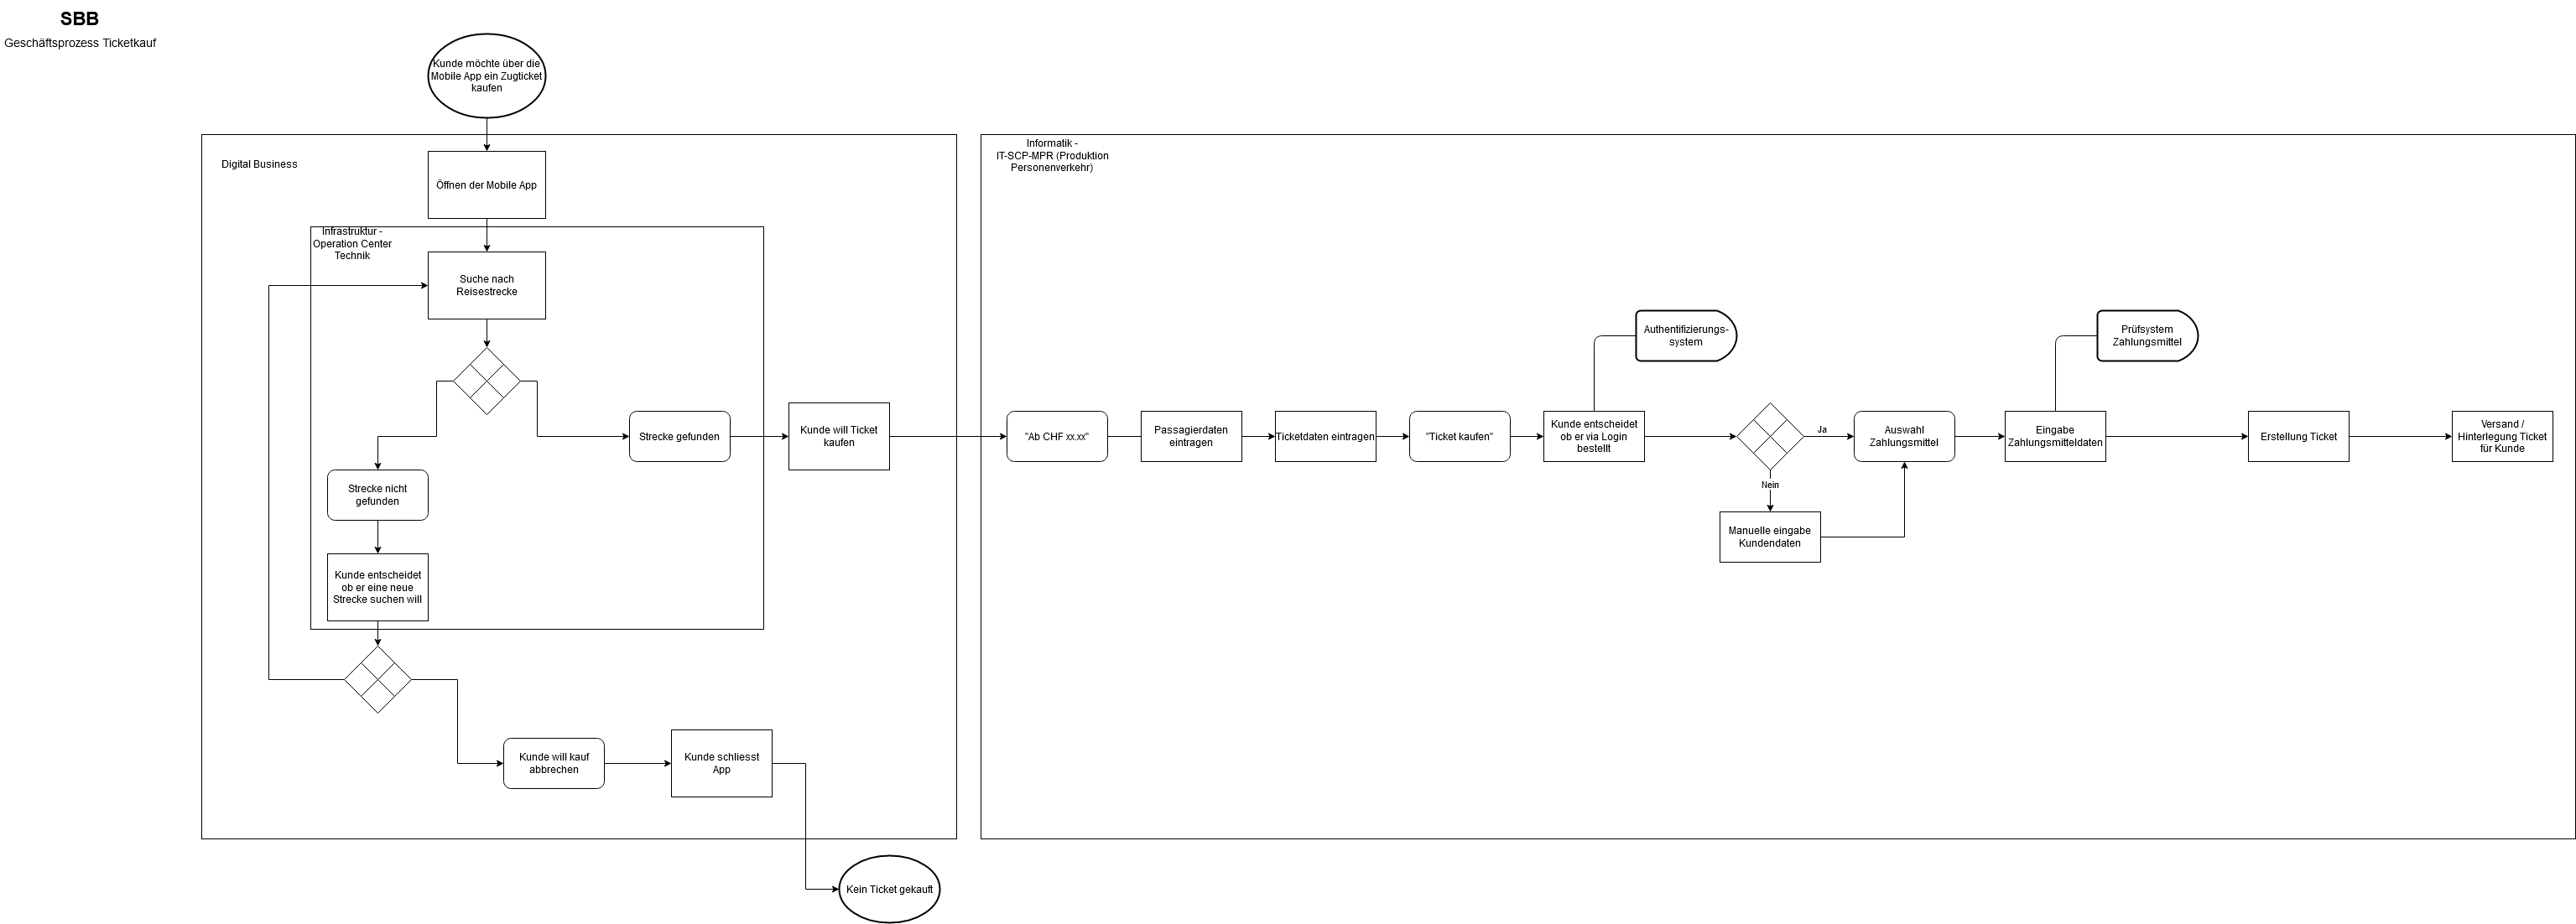 SBB
Geschäftsprozess Ticketkauf
Kunde möchte über die
Mobile App ein Zugticket
kaufen
Digital Business
Öffnen der Mobile App
Infrastruktur -
Operation Center
Technik
Suche nach
Reisestrecke
Strecke gefunden
Kunde will Ticket
kaufen
Strecke nicht
gefunden
Kunde entscheidet
ob er eine neue
Strecke suchen will
Kunde will kauf
abbrechen
Kunde schliesst
App
Kein Ticket gekauft
Informatik -
IT-SCP-MPR (Produktion
Personenverkehr)
"Ab CHF xx.xx"
Passagierdaten
eintragen
Ticketdaten eintragen
"Ticket kaufen"
Kunde entscheidet
ob er via Login
bestellt
Authentifizierungs-
system
Ja
Nein
Manuelle eingabe
Kundendaten
Auswahl
Zahlungsmittel
Eingabe
Zahlungsmitteldaten
Prüfsystem
Zahlungsmittel
Erstellung Ticket
Versand /
Hinterlegung Ticket
für Kunde